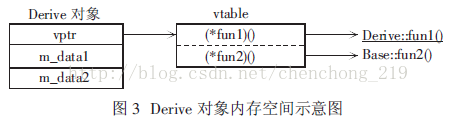 Derive 对象
vtable
vptr
(*fun1)()
Derive::fun1()
m_data1
(*fun2)()
Base::fun2()
m_data2
http://blog.csdn.net/chenchong_219
图 3 Derive 对象内存空间示意图